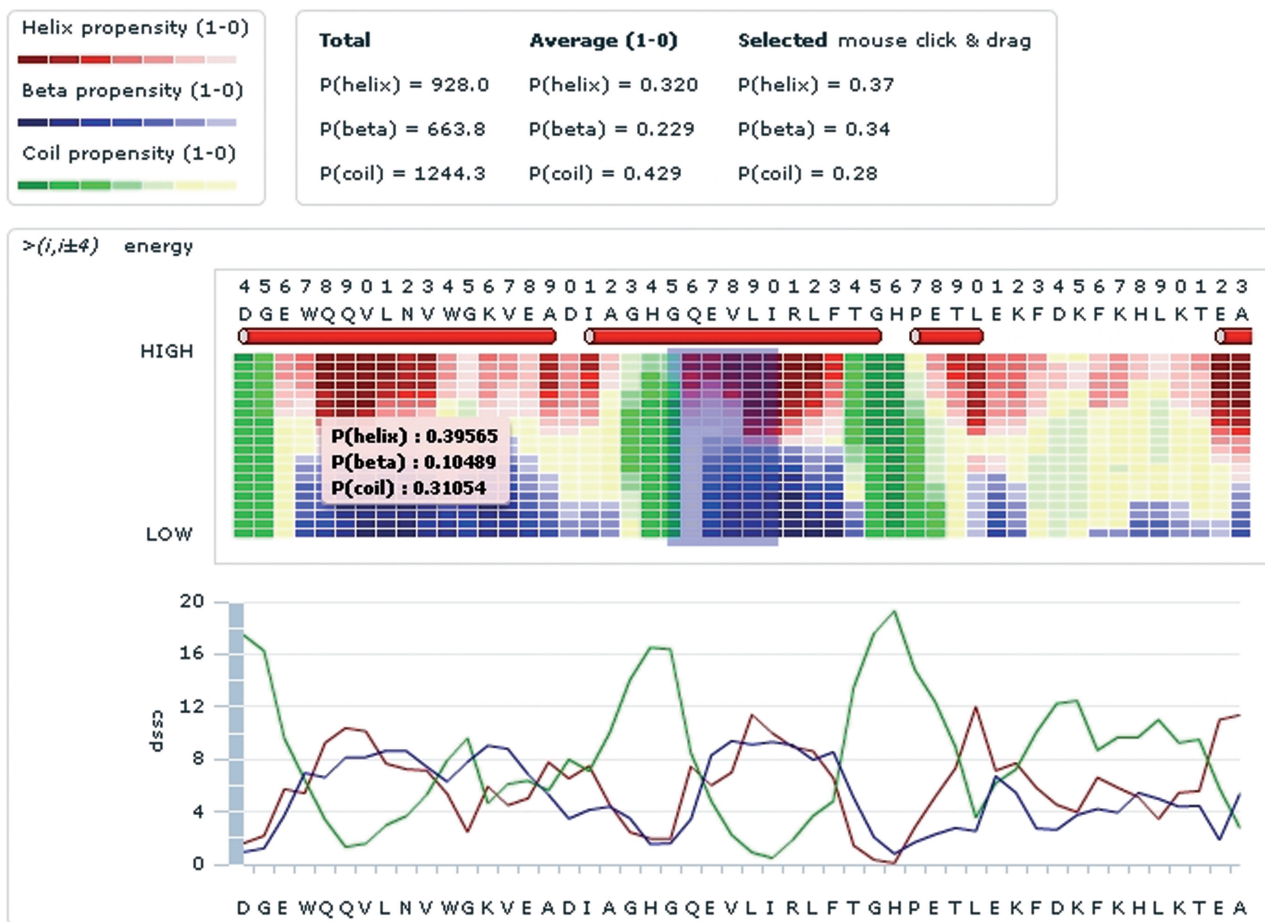 Helix propensity (1-0)
Beta propensity (1-0)
Coil propensity (1-0)
Total Average (1-0) Selected mouse click & drag
P(helix) = 928.0 P(helix) = 0.320 P(helix) = 0.37
P(beta) = 663.8 P(beta) = 0.229 P(beta) = 0.34
P(coil) = 1244.3 P(coil) = 0.429 P(coil) = 0.28
>(i,i±4) energy
4 5 6 7 8 9 0 1 2 3 4 5 6 7 8 9 0 1 2 3 4 5 6 7 8 9 0 1 2 3 4 5 6 7 8 9 0 1 2 3 4 5 6 7 8 9 0 1 2 3
D G E W Q Q V L N V W G K V E A D I A G H G Q E V L I R L F T G H P E T L E K F D K F K H L K T E A
HIGH
P(helix) : 0.39565
P(beta) : 0.10489
P(coil) : 0.31054
LOW
20
16
12
8
4
0
cssp
D G E W Q Q V L N V W G K V E A D I A G H G Q E V L I R L F T G H P E T L E K F D K F K H L K T E A